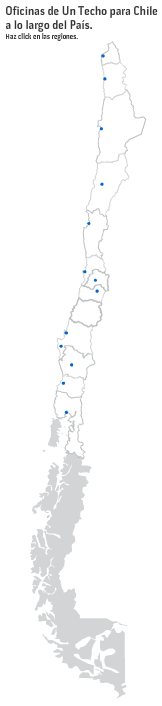 Oficinas de Un Techo para Chile
a lo largo del País.
Haz click en las regiones.